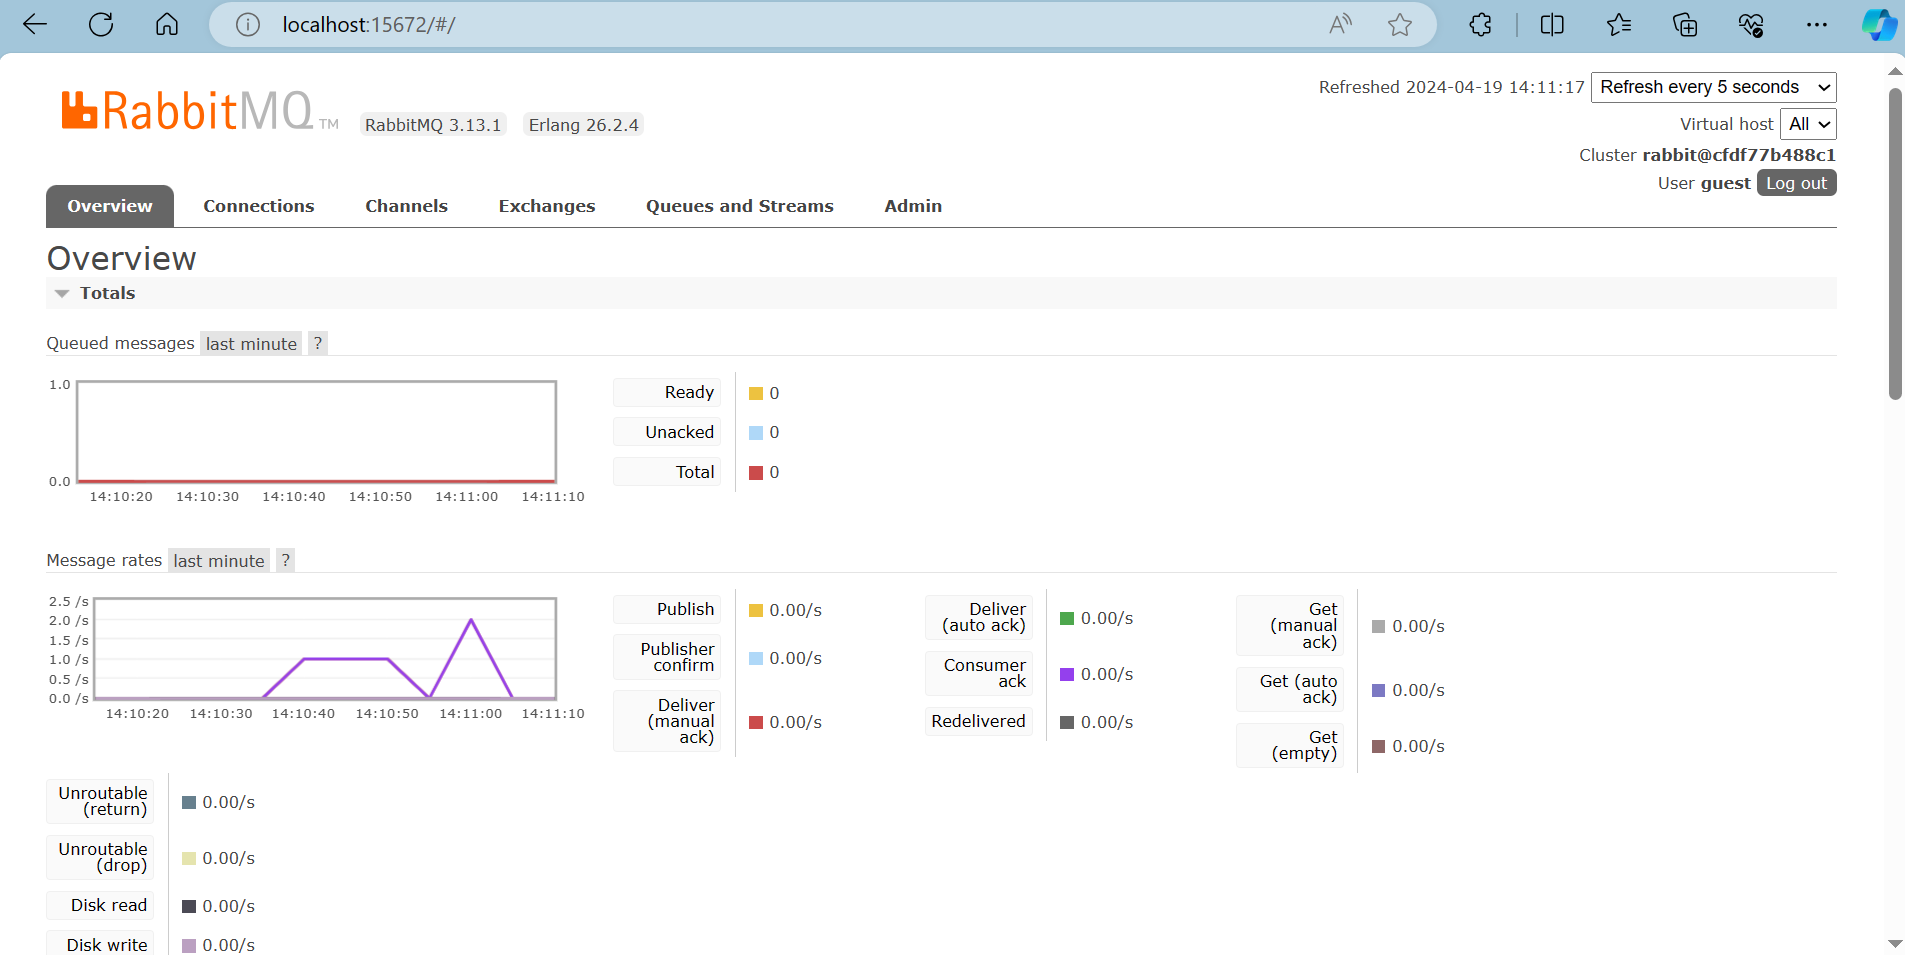 localhost:15672/#/
RabbitMQ TM RabbitMQ 3.13.1 Erlang 26.2.4
Refreshed 2024-04-19 14:11:17 Refresh every 5 seconds
Virtual host All
Cluster rabbit@cfdf77b488c1
User guest Log out
Overview Connections Channels Exchanges Queues and Streams Admin
Overview
Totals
Queued messages last minute ?
1.0
0.0
14:10:20 14:10:30 14:10:40 14:10:50 14:11:00 14:11:10
Ready 0
Unacked 0
Total 0
Message rates last minute ?
2.5 /s
2.0 /s
1.5 /s
1.0 /s
0.5 /s
0.0 /s
14:10:20 14:10:30 14:10:40 14:10:50 14:11:00 14:11:10
Publish 0.00/s
Publisher
confirm 0.00/s
Deliver
(manual
ack) 0.00/s
Deliver
(auto ack) 0.00/s
Consumer
ack 0.00/s
Redelivered 0.00/s
Get
(manual
ack) 0.00/s
Get (auto
ack) 0.00/s
Get
(empty) 0.00/s
Unroutable
(return) 0.00/s
Unroutable
(drop) 0.00/s
Disk read 0.00/s
Disk write 0.00/s